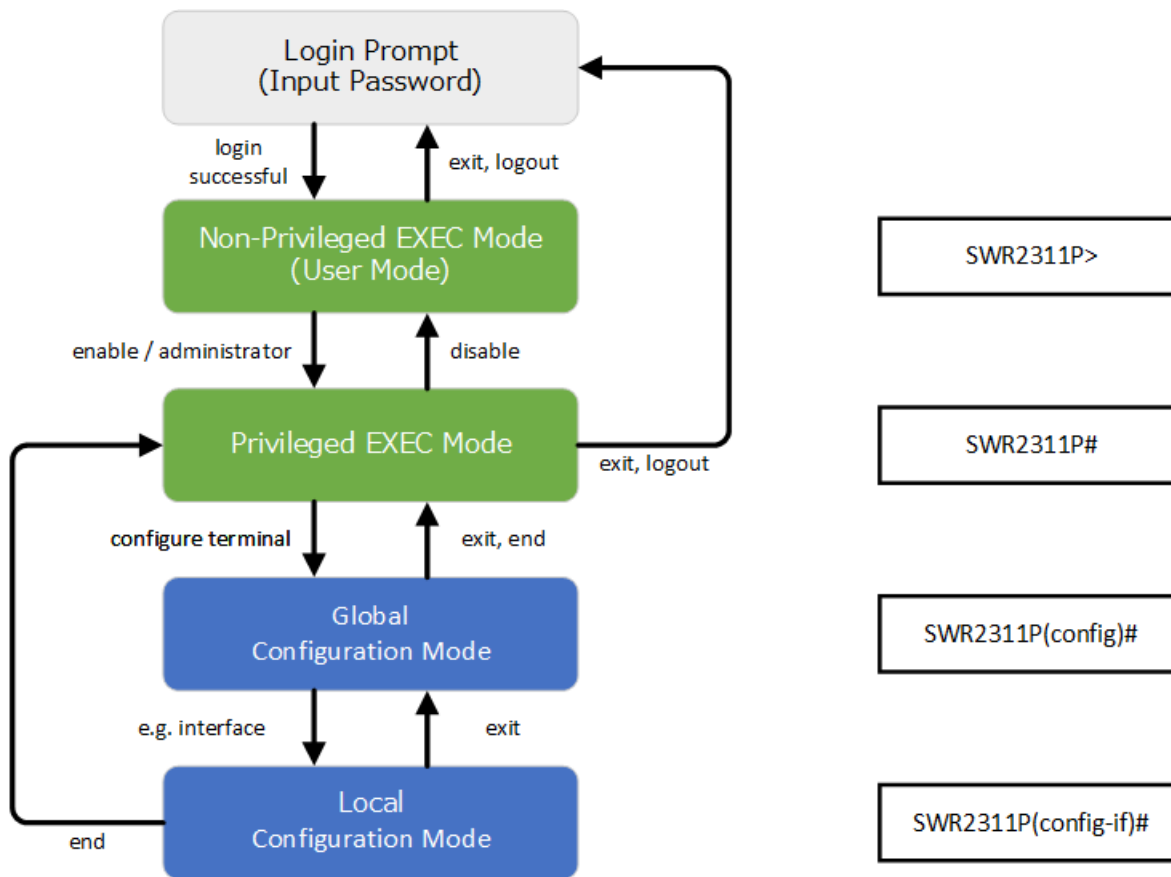 Login Prompt
(Input Password)
login
successful
exit, logout
Non-Privileged EXEC Mode
(User Mode)
SWR2311P>
enable / administrator
disable
Privileged EXEC Mode
SWR2311P#
exit, logout
configure terminal
exit, end
Global
Configuration Mode
SWR2311P(config)#
e.g. interface
exit
Local
Configuration Mode
SWR2311P(config-if)#
end